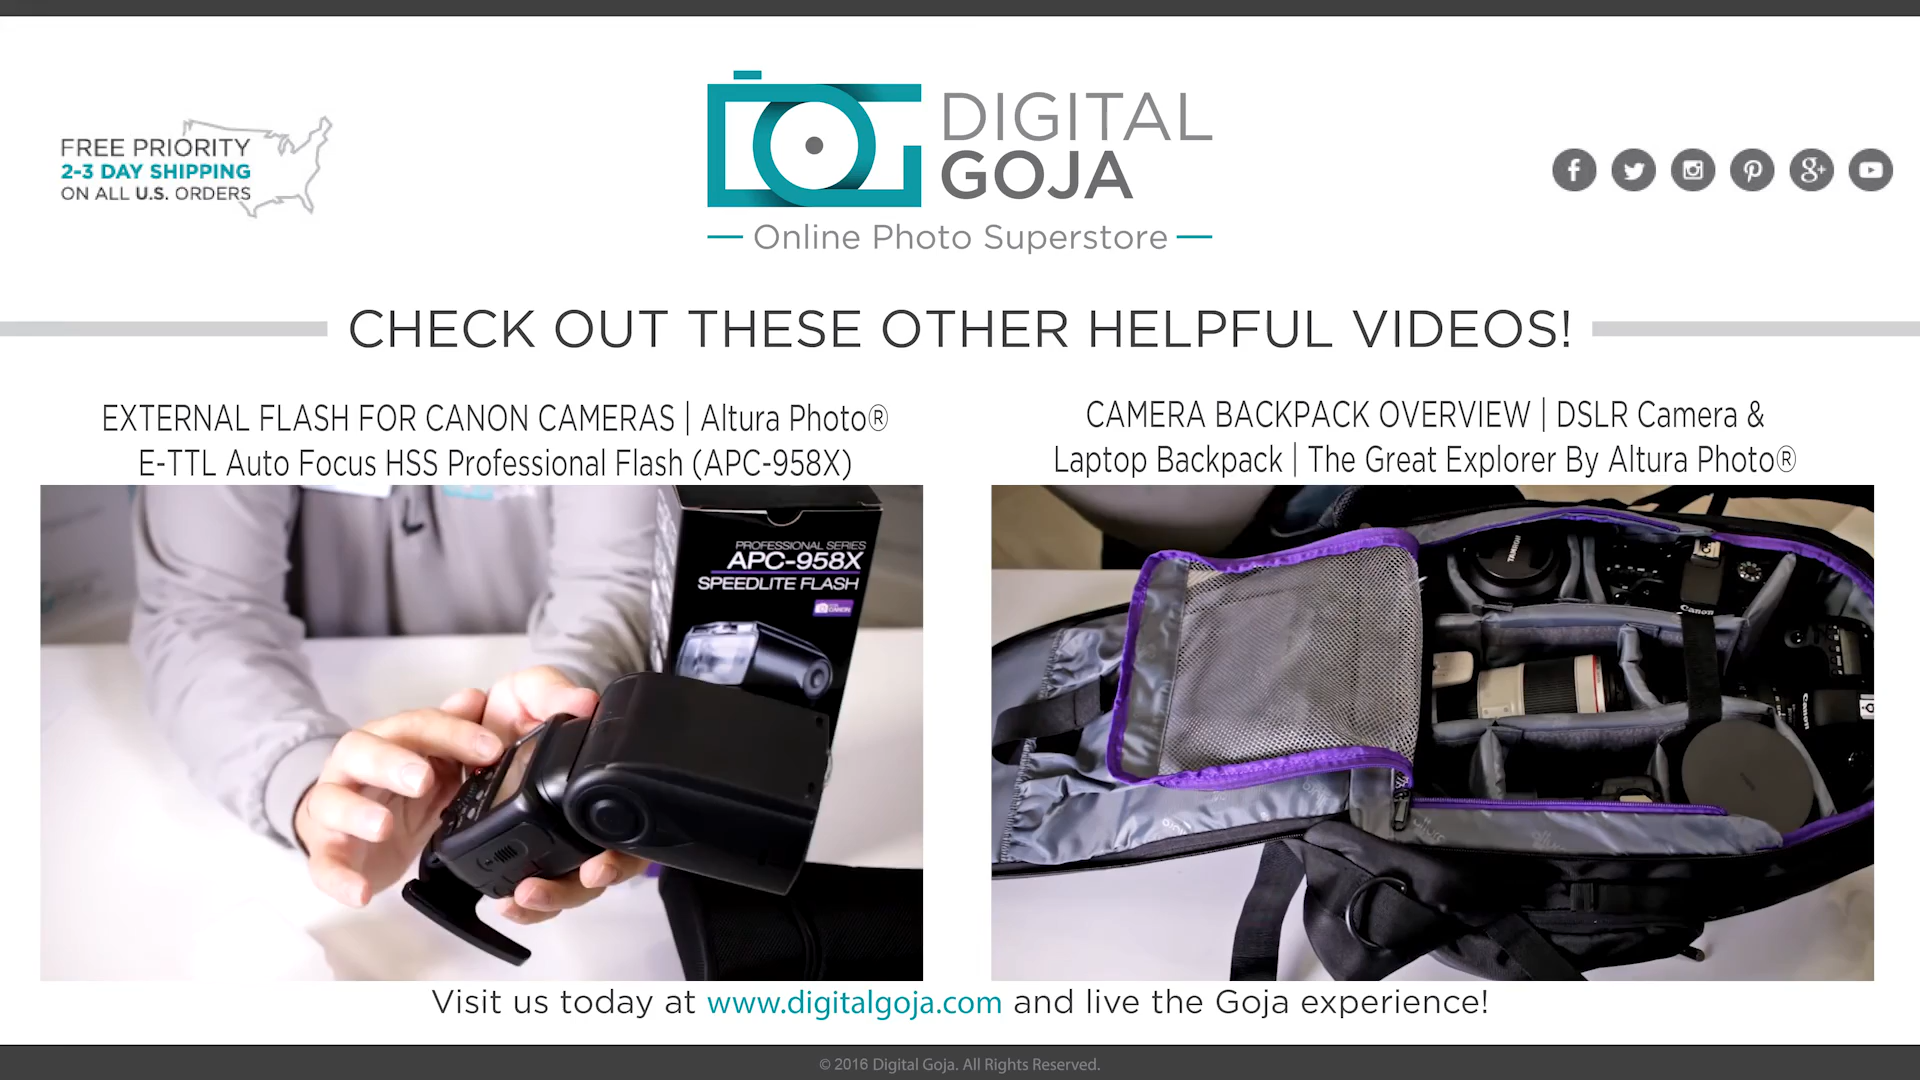 FREE PRIORITY
2-3 DAY SHIPPING
ON ALL U.S. ORDERS
DIGITAL
GOJA
Online Photo Superstore
CHECK OUT THESE OTHER HELPFUL VIDEOS!
EXTERNAL FLASH FOR CANON CAMERAS | Altura Photo®
E-TTL Auto Focus HSS Professional Flash (APC-958X)
CAMERA BACKPACK OVERVIEW | DSLR Camera &
Laptop Backpack | The Great Explorer By Altura Photo®
PROFESSIONAL SERIES
APC-958X
SPEEDLITE FLASH
CANON
TAMRON
Canon
Canon
Visit us today at www.digitalgoja.com and live the Goja experience!
© 2016 Digital Goja. All Rights Reserved.